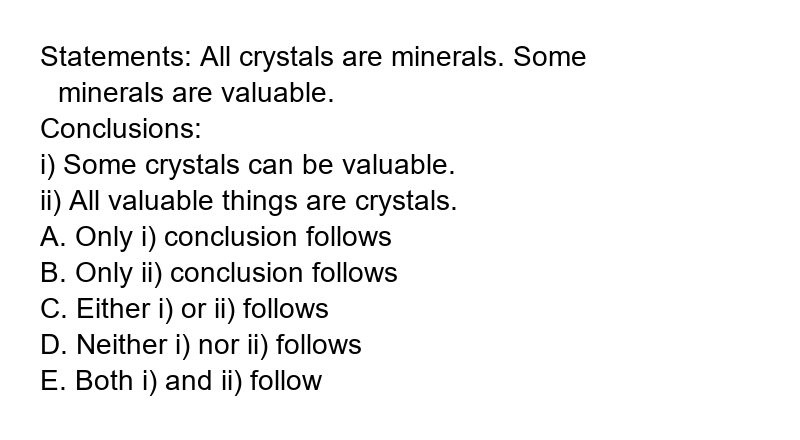 Statements: All crystals are minerals. Some
minerals are valuable.
Conclusions:
i) Some crystals can be valuable.
ii) All valuable things are crystals.
A. Only i) conclusion follows
B. Only ii) conclusion follows
C. Either i) or ii) follows
D. Neither i) nor ii) follows
E. Both i) and ii) follow